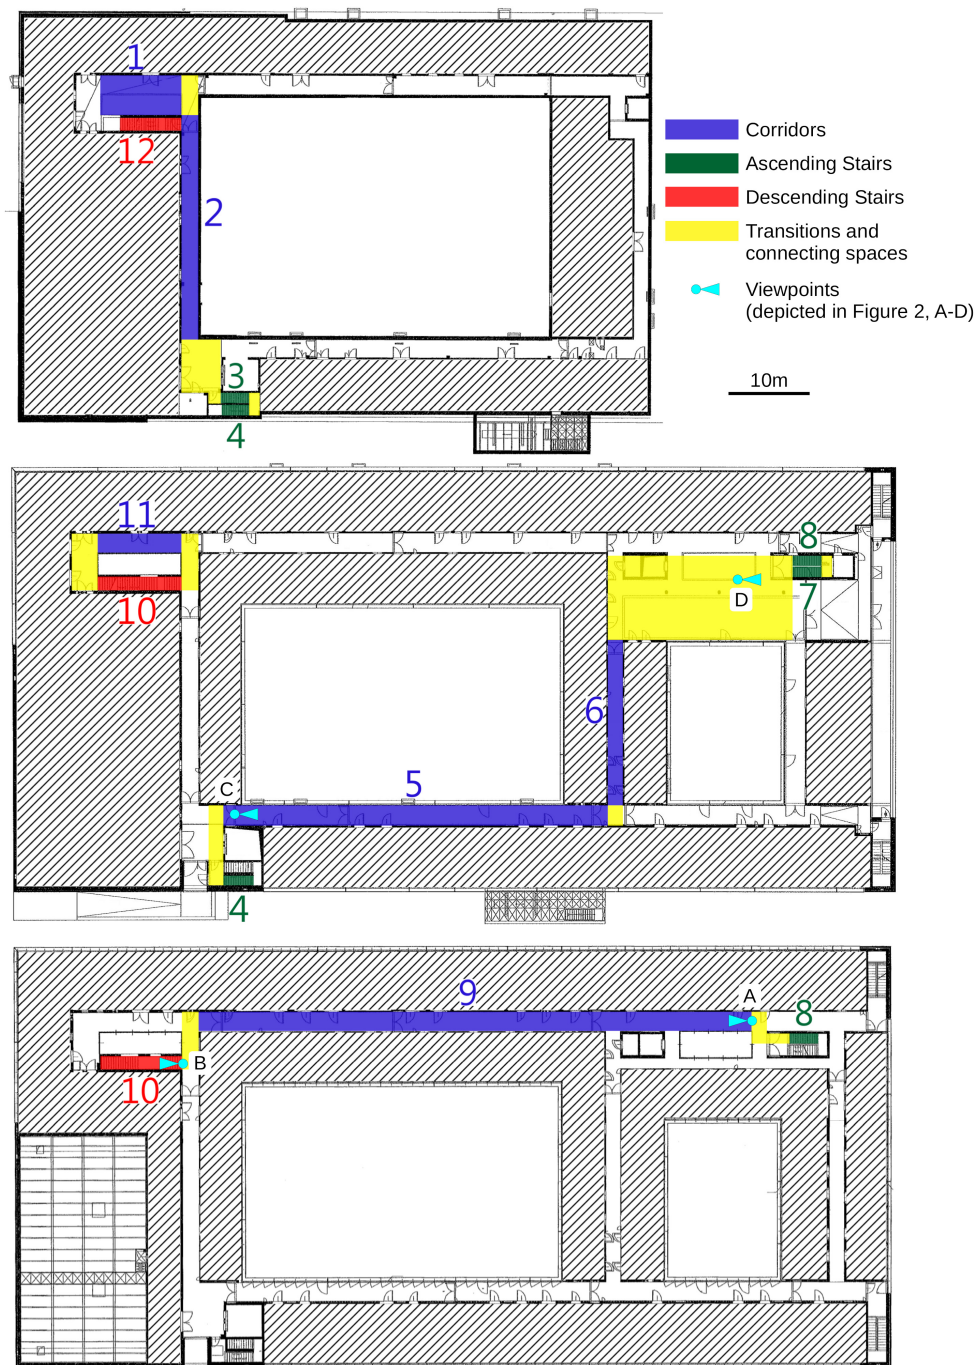 1
12
2
3
4
Corridors
Ascending Stairs
Descending Stairs
Transitions and
connecting spaces
Viewpoints
(depicted in Figure 2, A-D)
10m
11
10
8
7
D
6
5
C
4
9
A
8
B
10